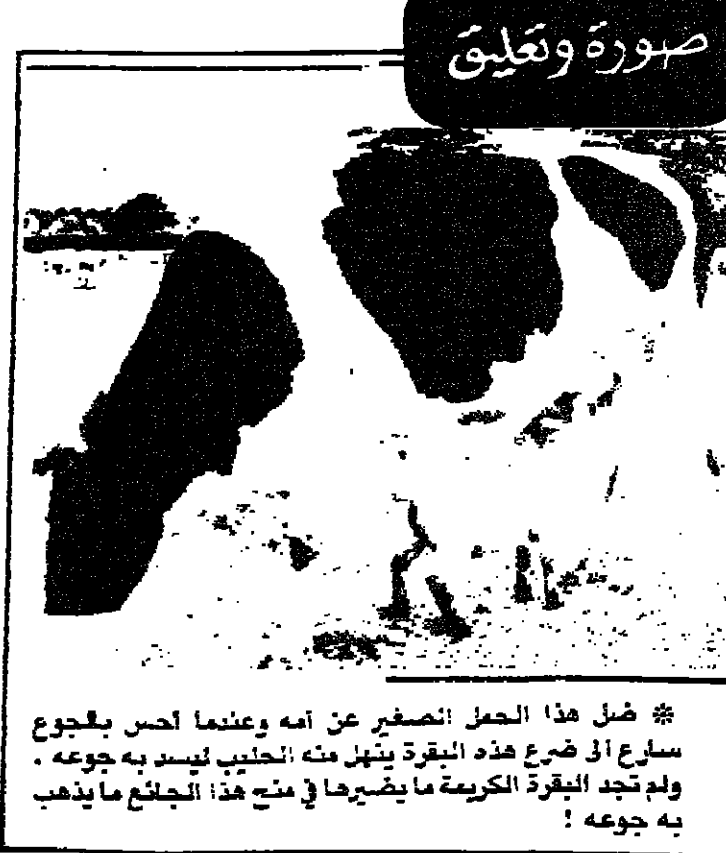 صورة وتعليق
❊ ضل هذا الحمل الصغير عن أمه وعندما أحس بالجوع
سارع الى ضرع هذه البقرة ينهل منه الحليب ليسد به جوعه .
ولم تجد البقرة الكريمة ما يضيرها في منح هذا الجائع ما يذهب
به جوعه !